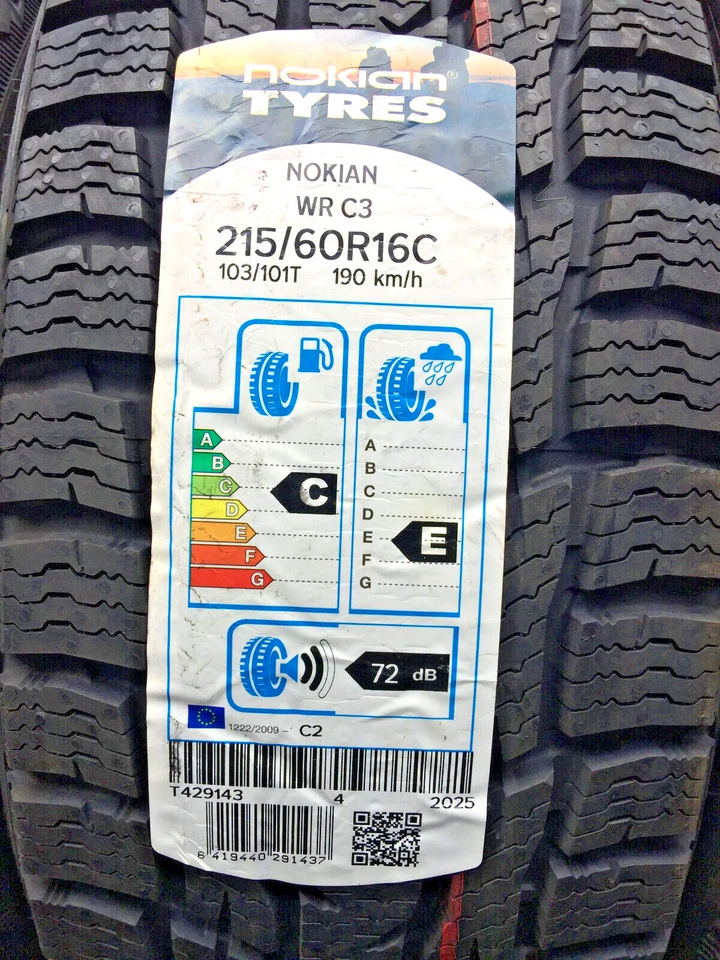 nokian®
TYRES
NOKIAN
WR C3
215/60R16C
103/101T 190 km/h
A
B
C
D
E
F
G
C
A
B
C
D
E
F
G
E
72 dB
1222/2009 - C2
T429143 4 2025
6 419440 291437